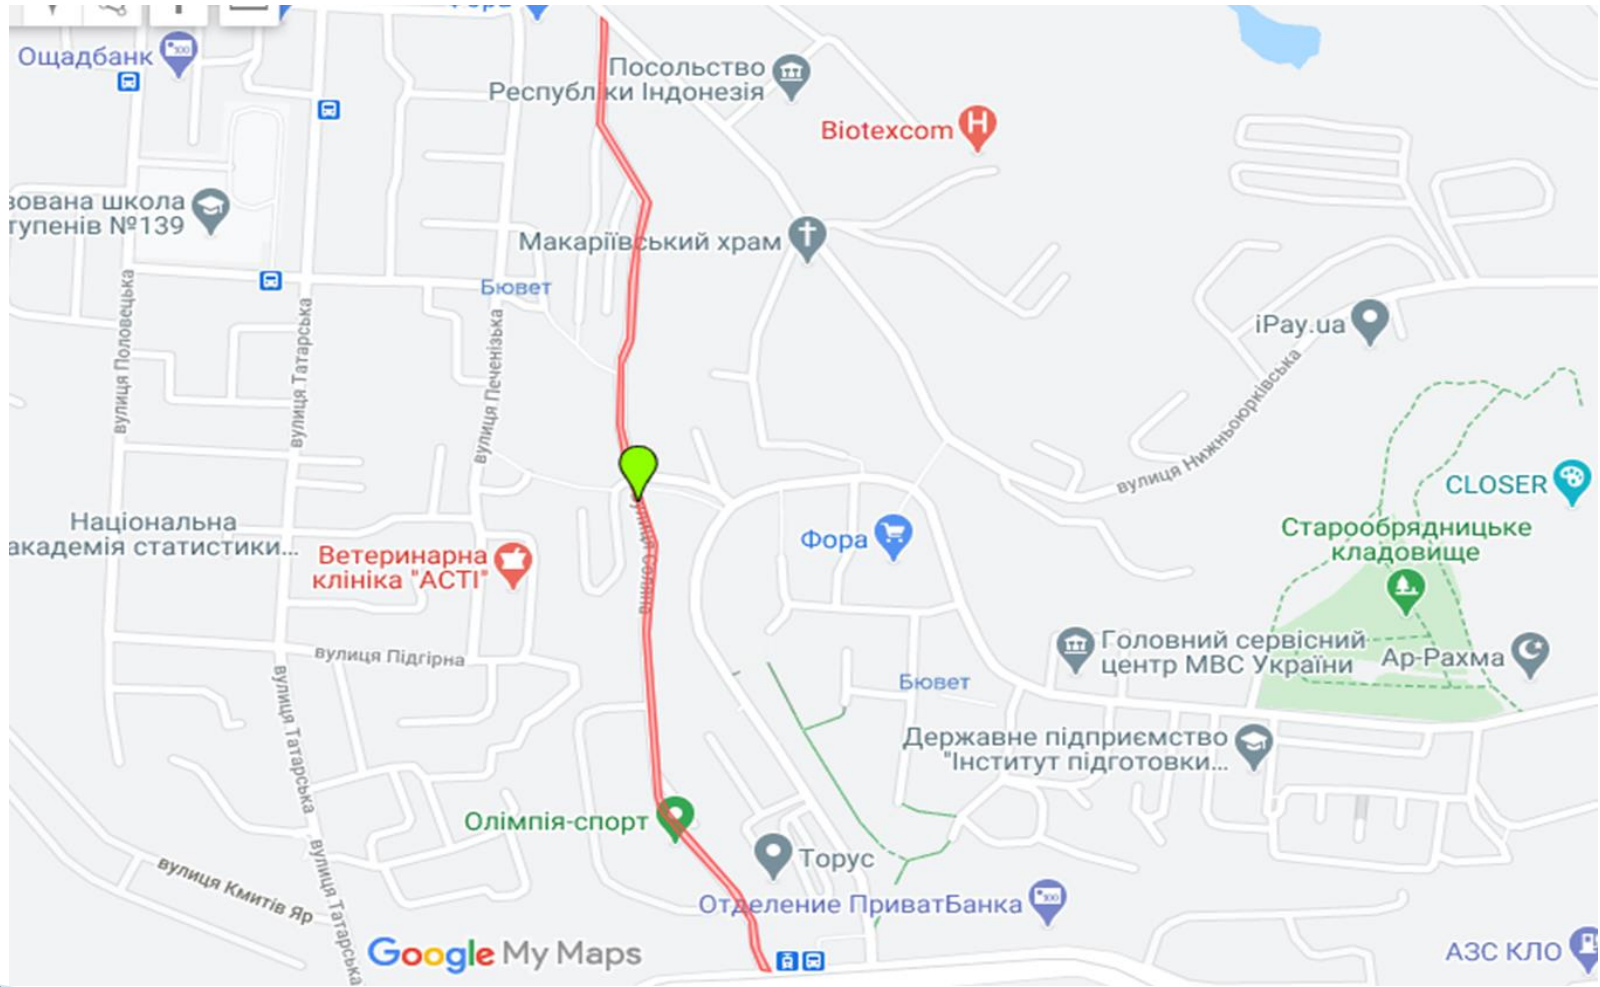 Ощадбанк
Посольство
Республіки Індонезія
Biotexcom
зована школа
тупенів №139
Макаріївський храм
Бювет
iPay.ua
вулиця Половецька
вулиця Татарська
вулиця Печенізька
вулиця Нижньоюрківська
CLOSER
Старообрядницьке
кладовище
Національна
академія статистики...
Ветеринарна
клініка "АСТІ"
Фора
вулиця Соляна
вулиця Підгірна
Головний сервісний
центр МВС України
Ар-Рахма
Бювет
вулиця Татарська
Державне підприємство
"Інститут підготовки...
Олімпія-спорт
Торус
вулиця Кмитів Яр
вулиця Татарська
Отделение ПриватБанка
Google My Maps
АЗС КЛО